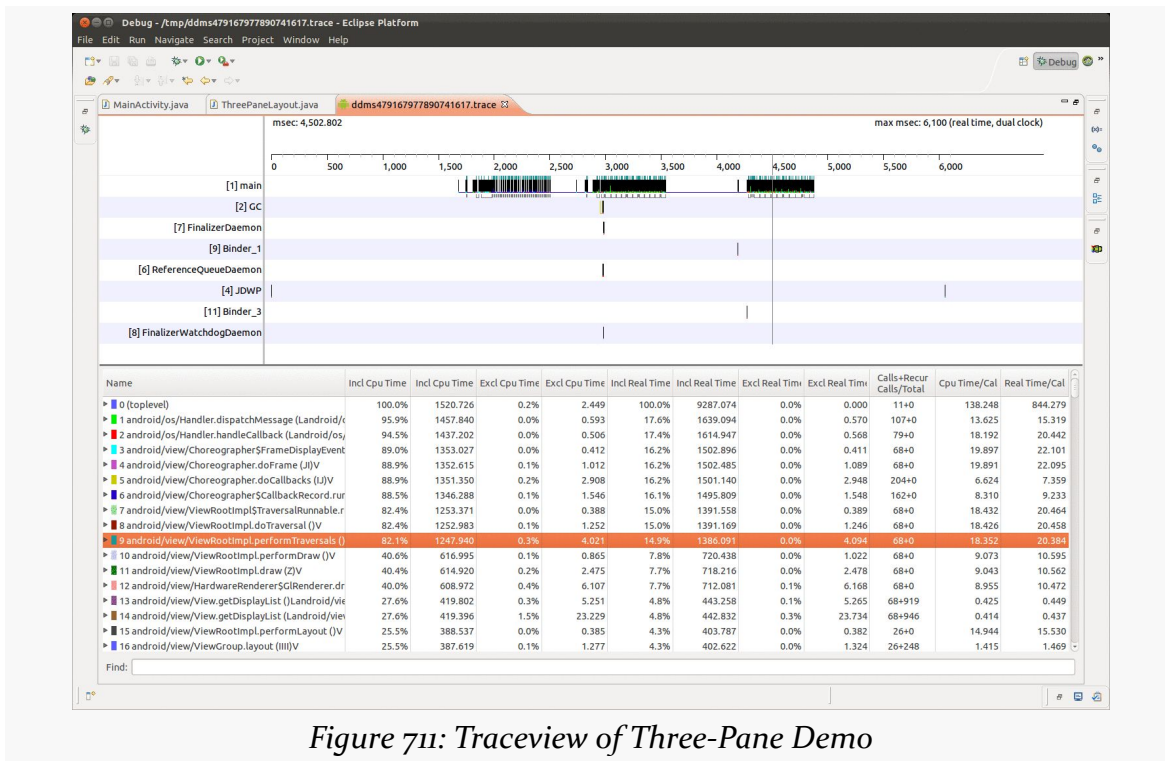 Debug - /tmp/ddms479167977890741617.trace - Eclipse Platform
File Edit Run Navigate Search Project Window Help
Debug »
MainActivity.java ThreePaneLayout.java ddms479167977890741617.trace
msec: 4,502.802 max msec: 6,100 (real time, dual clock)
0 500 1,000 1,500 2,000 2,500 3,000 3,500 4,000 4,500 5,000 5,500 6,000
[1] main
[2] GC
[7] FinalizerDaemon
[9] Binder_1
[6] ReferenceQueueDaemon
[4] JDWP
[11] Binder_3
[8] FinalizerWatchdogDaemon
Name Incl Cpu Time Incl Cpu Time Excl Cpu Time Excl Cpu Time Incl Real Time Incl Real Time Excl Real Time Excl Real Time Calls+Recur Calls/Total Cpu Time/Cal Real Time/Cal
0 (toplevel) 100.0% 1520.726 0.2% 2.449 100.0% 9287.074 0.0% 0.000 11+0 138.248 844.279
1 android/os/Handler.dispatchMessage (Landroid/c 95.9% 1457.840 0.0% 0.593 17.6% 1639.094 0.0% 0.570 107+0 13.625 15.319
2 android/os/Handler.handleCallback (Landroid/os/ 94.5% 1437.202 0.0% 0.506 17.4% 1614.947 0.0% 0.568 79+0 18.192 20.442
3 android/view/Choreographer$FrameDisplayEvent 89.0% 1353.027 0.0% 0.412 16.2% 1502.896 0.0% 0.411 68+0 19.897 22.101
4 android/view/Choreographer.doFrame (JI)V 88.9% 1352.615 0.1% 1.012 16.2% 1502.485 0.0% 1.089 68+0 19.891 22.095
5 android/view/Choreographer.doCallbacks (IJ)V 88.9% 1351.350 0.2% 2.908 16.2% 1501.140 0.0% 2.948 204+0 6.624 7.359
6 android/view/Choreographer$CallbackRecord.rur 88.5% 1346.288 0.1% 1.546 16.1% 1495.809 0.0% 1.548 162+0 8.310 9.233
7 android/view/ViewRootImpl$TraversalRunnable.r 82.4% 1253.371 0.0% 0.388 15.0% 1391.558 0.0% 0.389 68+0 18.432 20.464
8 android/view/ViewRootImpl.doTraversal ()V 82.4% 1252.983 0.1% 1.252 15.0% 1391.169 0.0% 1.246 68+0 18.426 20.458
9 android/view/ViewRootImpl.performTraversals () 82.1% 1247.940 0.3% 4.021 14.9% 1386.091 0.0% 4.094 68+0 18.352 20.384
10 android/view/ViewRootImpl.performDraw ()V 40.6% 616.995 0.1% 0.865 7.8% 720.438 0.0% 1.022 68+0 9.073 10.595
11 android/view/ViewRootImpl.draw (Z)V 40.4% 614.920 0.2% 2.475 7.7% 718.216 0.0% 2.478 68+0 9.043 10.562
12 android/view/HardwareRenderer$GlRenderer.dr 40.0% 608.972 0.4% 6.107 7.7% 712.081 0.1% 6.168 68+0 8.955 10.472
13 android/view/View.getDisplayList ()Landroid/vie 27.6% 419.802 0.3% 5.251 4.8% 443.258 0.1% 5.265 68+919 0.425 0.449
14 android/view/View.getDisplayList (Landroid/view 27.6% 419.396 1.5% 23.229 4.8% 442.832 0.3% 23.734 68+946 0.414 0.437
15 android/view/ViewRootImpl.performLayout ()V 25.5% 388.537 0.0% 0.385 4.3% 403.787 0.0% 0.382 26+0 14.944 15.530
16 android/view/ViewGroup.layout (IIII)V 25.5% 387.619 0.1% 1.277 4.3% 402.622 0.0% 1.324 26+248 1.415 1.469
Find:
Figure 711: Traceview of Three-Pane Demo